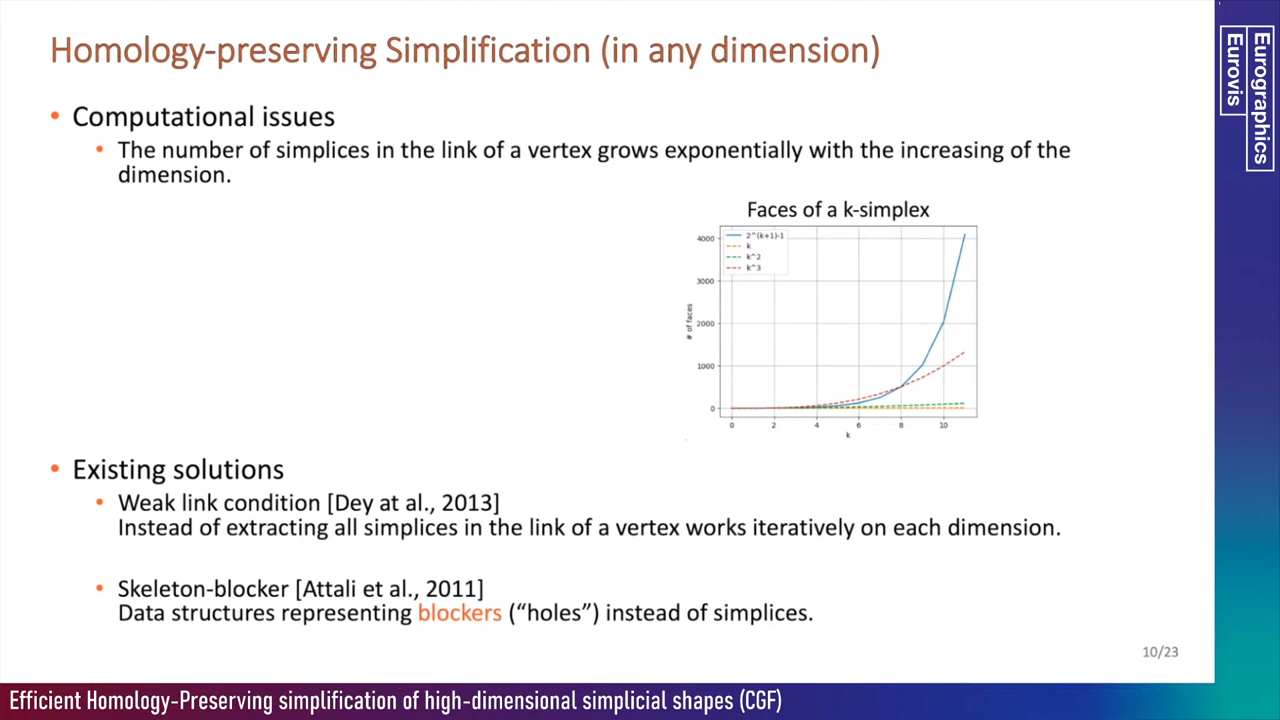 Homology-preserving Simplification (in any dimension)
• Computational issues
• The number of simplices in the link of a vertex grows exponentially with the increasing of the
dimension.
Faces of a k-simplex
2^(k+1)-1
k
k^2
k^3
4000
3000
2000
1000
0
# of faces
0 2 4 6 8 10
k
• Existing solutions
• Weak link condition [Dey at al., 2013]
Instead of extracting all simplices in the link of a vertex works iteratively on each dimension.
• Skeleton-blocker [Attali et al., 2011]
Data structures representing blockers (“holes”) instead of simplices.
10/23
Eurographics
Eurovis
Efficient Homology-Preserving simplification of high-dimensional simplicial shapes (CGF)